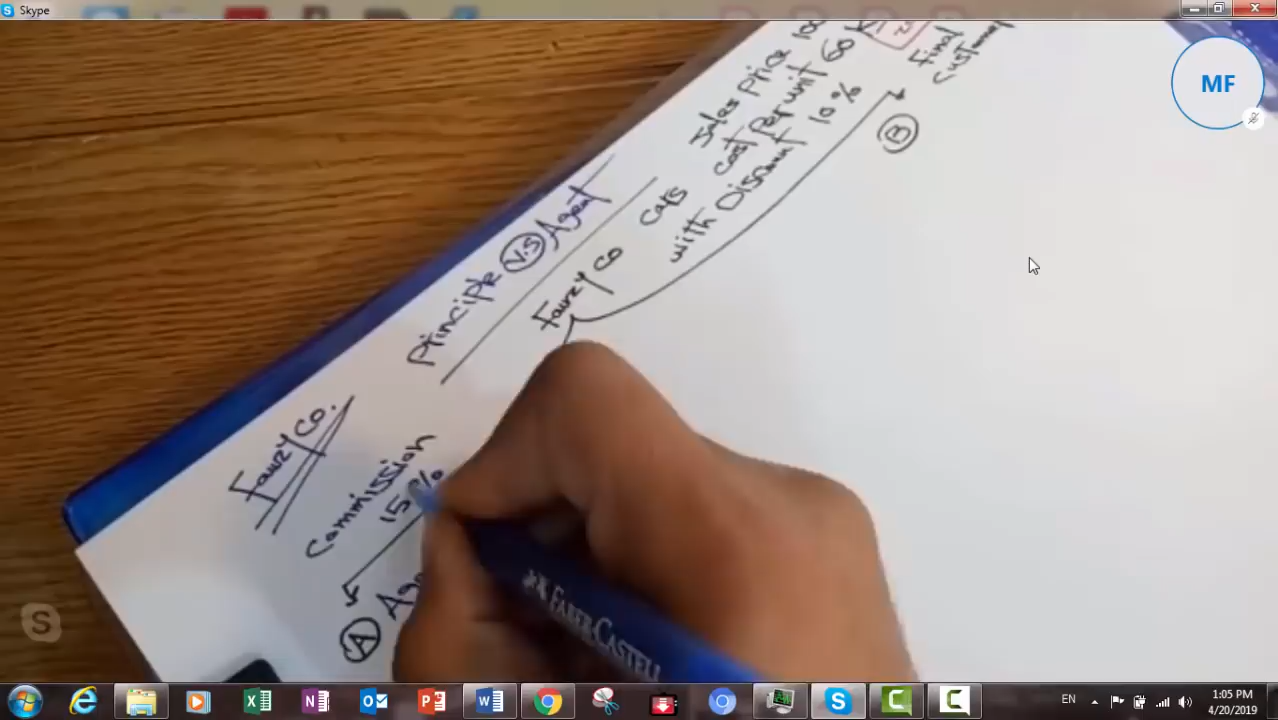 Skype
MF
Principle V.S Agent
Fawzy Co
Cars
Sales Price 100
cost per unit 60 K
with Discount 10%
Final
Customer
B
Fawzy Co.
Commission
15%
A
FABER-CASTELL
EN
1:05 PM
4/20/2019